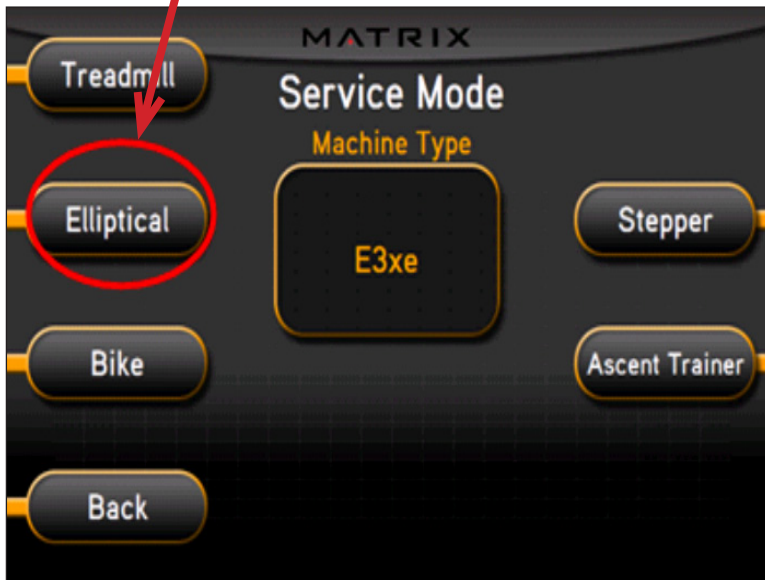 MATRIX
Service Mode
Machine Type
E3xe
Treadmill
Elliptical
Bike
Back
Stepper
Ascent Trainer